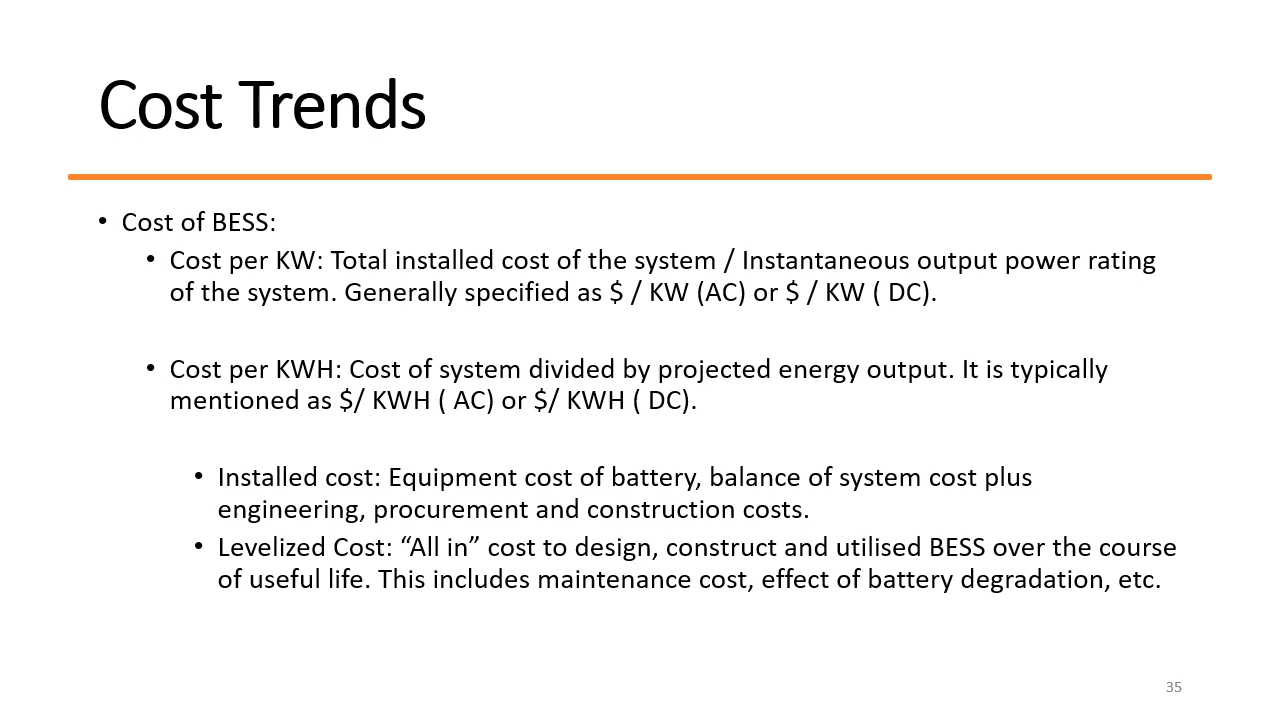 Cost Trends
• Cost of BESS:
• Cost per KW: Total installed cost of the system / Instantaneous output power rating
of the system. Generally specified as $ / KW (AC) or $ / KW ( DC).
• Cost per KWH: Cost of system divided by projected energy output. It is typically
mentioned as $/ KWH ( AC) or $/ KWH ( DC).
• Installed cost: Equipment cost of battery, balance of system cost plus
engineering, procurement and construction costs.
• Levelized Cost: “All in” cost to design, construct and utilised BESS over the course
of useful life. This includes maintenance cost, effect of battery degradation, etc.
35